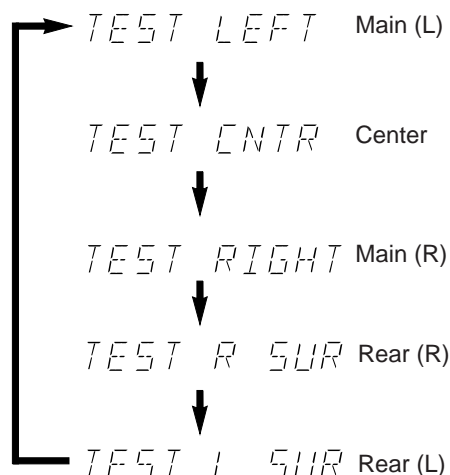 TEST LEFT Main (L)
TEST CNTR Center
TEST RIGHT Main (R)
TEST R SUR Rear (R)
TEST L SUR Rear (L)